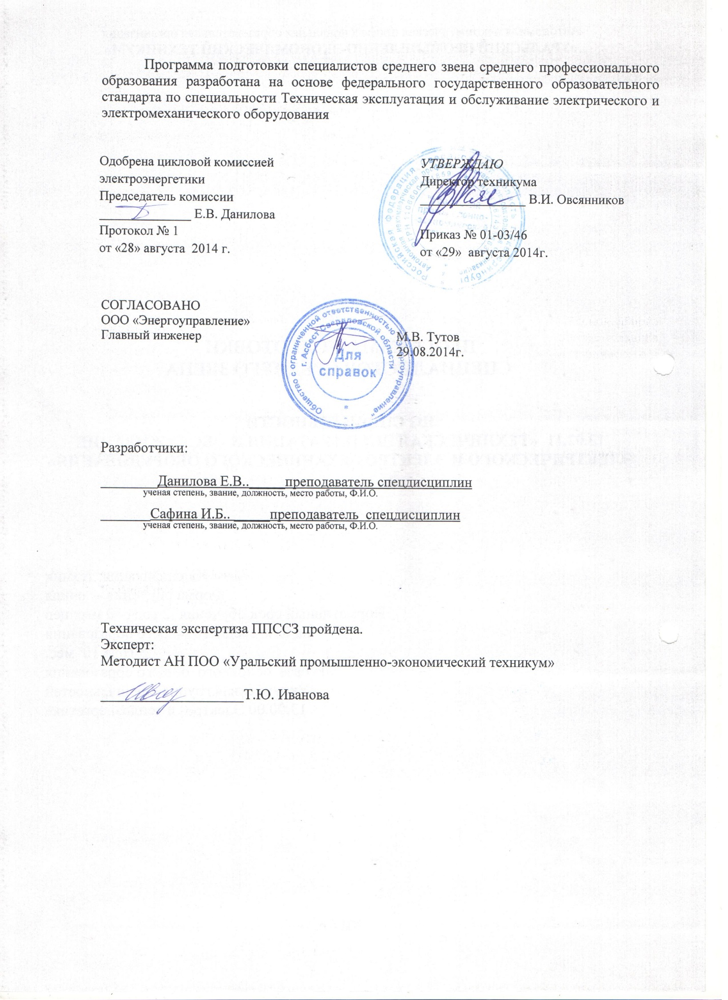 Программа подготовки специалистов среднего звена среднего профессионального
образования разработана на основе федерального государственного образовательного
стандарта по специальности Техническая эксплуатация и обслуживание электрического и
электромеханического оборудования
Одобрена цикловой комиссией
электроэнергетики
Председатель комиссии
_____________ Е.В. Данилова
Протокол № 1
от «28» августа 2014 г.
УТВЕРЖДАЮ
Директор техникума
_______________ В.И. Овсянников
Приказ № 01-03/46
от «29» августа 2014г.
Российская Федерация
СОГЛАСОВАНО
ООО «Энергоуправление»
Главный инженер
М.В. Тутов
29.08.2014г.
Общество с ограниченной ответственностью "Энергоуправление"
г. Асбест Свердловской области
Для
справок
Разработчики:
________Данилова Е.В..,_____преподаватель спецдисциплин
ученая степень, звание, должность, место работы, Ф.И.О.
_______Сафина И.Б.. _____преподаватель спецдисциплин
ученая степень, звание, должность, место работы, Ф.И.О.
Техническая экспертиза ППССЗ пройдена.
Эксперт:
Методист АН ПОО «Уральский промышленно-экономический техникум»
____________________Т.Ю. Иванова